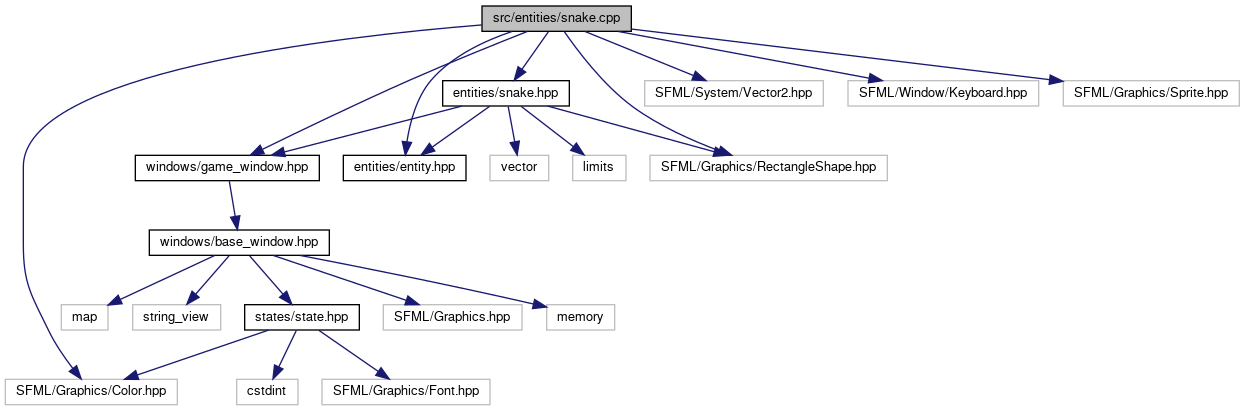 src/entities/snake.cpp
entities/snake.hpp
SFML/System/Vector2.hpp
SFML/Window/Keyboard.hpp
SFML/Graphics/Sprite.hpp
windows/game_window.hpp
entities/entity.hpp
vector
limits
SFML/Graphics/RectangleShape.hpp
windows/base_window.hpp
map
string_view
states/state.hpp
SFML/Graphics.hpp
memory
SFML/Graphics/Color.hpp
cstdint
SFML/Graphics/Font.hpp